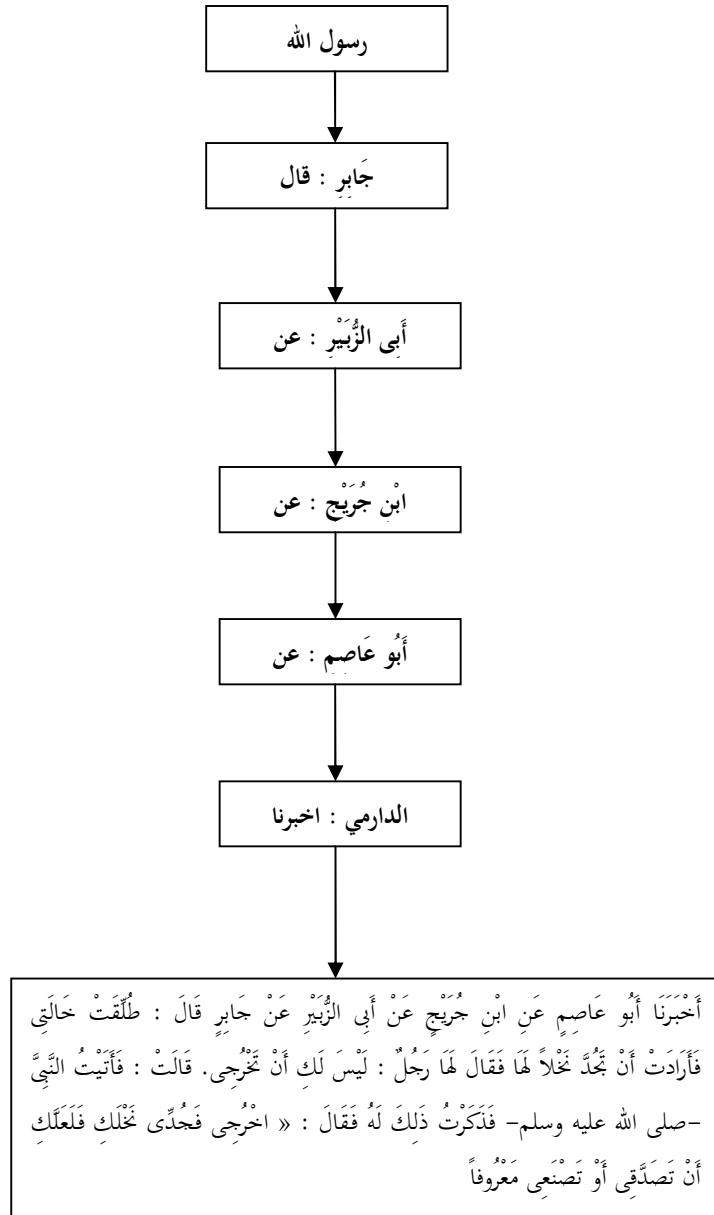 رسول الله
جَابِرِ : قال
أَبِى الزُّبَيْرِ : عن
ابْنِ جُرَيْجٍ : عن
أَبُو عَاصِمٍ : عن
الدارمي : اخبرنا
أَخْبَرَنَا أَبُو عَاصِمٍ عَنِ ابْنِ جُرَيْجٍ عَنْ أَبِى الزُّبَيْرِ عَنْ جَابِرٍ قَالَ : طُلِّقَتْ خَالَتِى
فَأَرَادَتْ أَنْ تَجُدَّ نَخْلاً لَهَا فَقَالَ لَهَا رَجُلٌ : لَيْسَ لَكِ أَنْ تَخْرُجِى. قَالَتْ : فَأَتَيْتُ النَّبِىَّ
-صلى الله عليه وسلم- فَذَكَرْتُ ذَلِكَ لَهُ فَقَالَ : « اخْرُجِى فَجُدِّى نَخْلَكِ فَلَعَلَّكِ
أَنْ تَصَدَّقِى أَوْ تَصْنَعِى مَعْرُوفاً